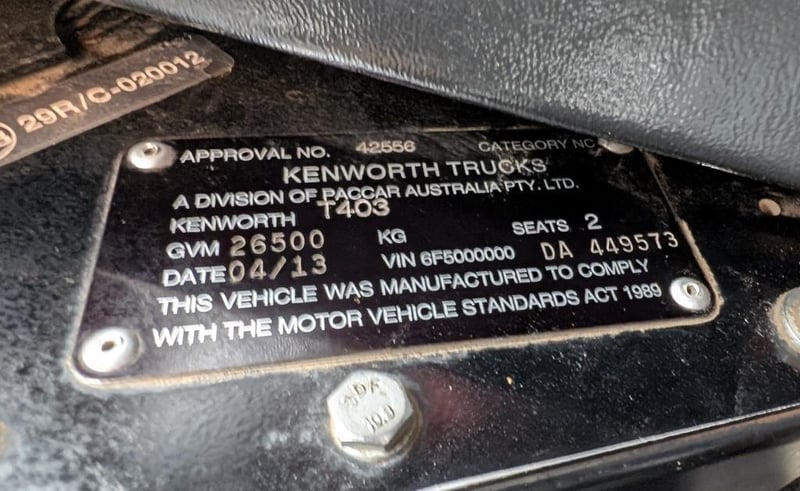 29R/C-020012
APPROVAL NO. 42556 CATEGORY NC
KENWORTH TRUCKS
A DIVISION OF PACCAR AUSTRALIA PTY. LTD.
KENWORTH T403
GVM 26500 KG SEATS 2
DATE 04/13 VIN 6F5000000 DA 449573
THIS VEHICLE WAS MANUFACTURED TO COMPLY
WITH THE MOTOR VEHICLE STANDARDS ACT 1989
10.9